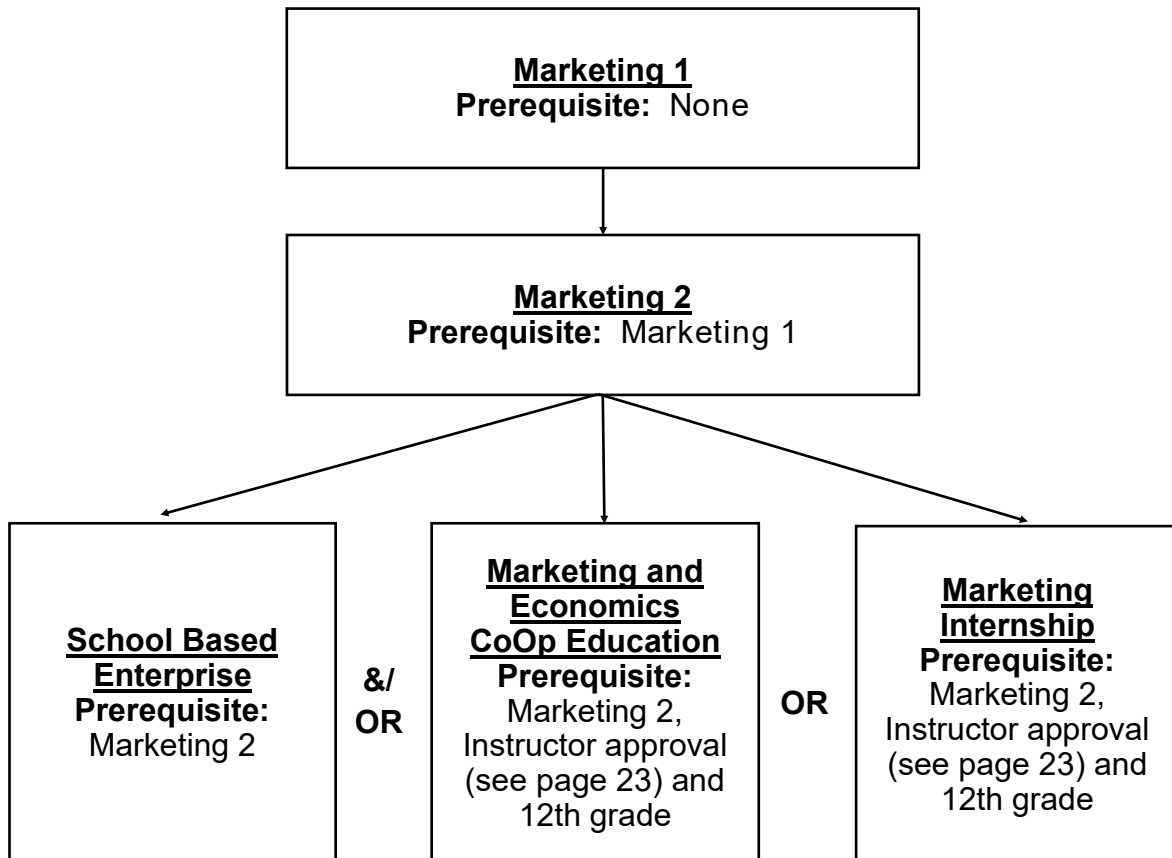 Marketing 1
Prerequisite: None
Marketing 2
Prerequisite: Marketing 1
School Based
Enterprise
Prerequisite:
Marketing 2
&/
OR
Marketing and
Economics
CoOp Education
Prerequisite:
Marketing 2,
Instructor approval
(see page 23) and
12th grade
OR
Marketing
Internship
Prerequisite:
Marketing 2,
Instructor approval
(see page 23) and
12th grade